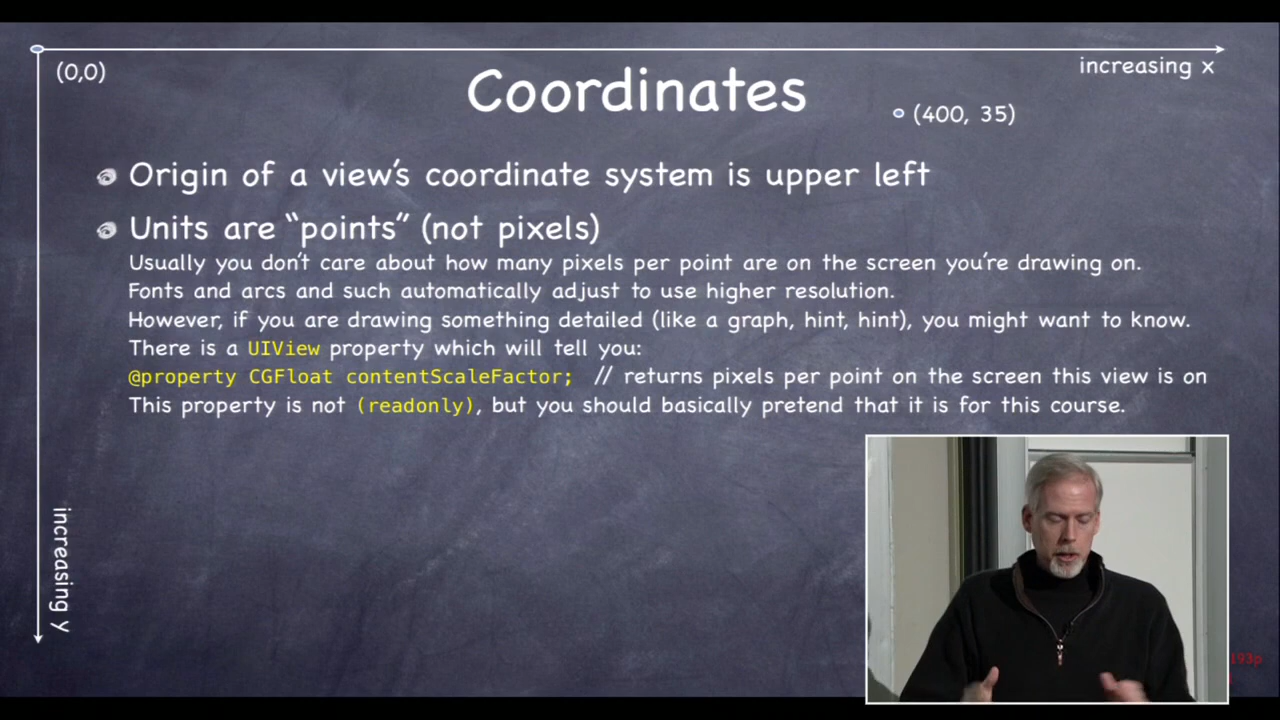 (0,0)
increasing x
Coordinates
(400, 35)
Origin of a view's coordinate system is upper left
Units are “points” (not pixels)
Usually you don't care about how many pixels per point are on the screen you're drawing on.
Fonts and arcs and such automatically adjust to use higher resolution.
However, if you are drawing something detailed (like a graph, hint, hint), you might want to know.
There is a UIView property which will tell you:
@property CGFloat contentScaleFactor; // returns pixels per point on the screen this view is on
This property is not (readonly), but you should basically pretend that it is for this course.
increasing y
193p